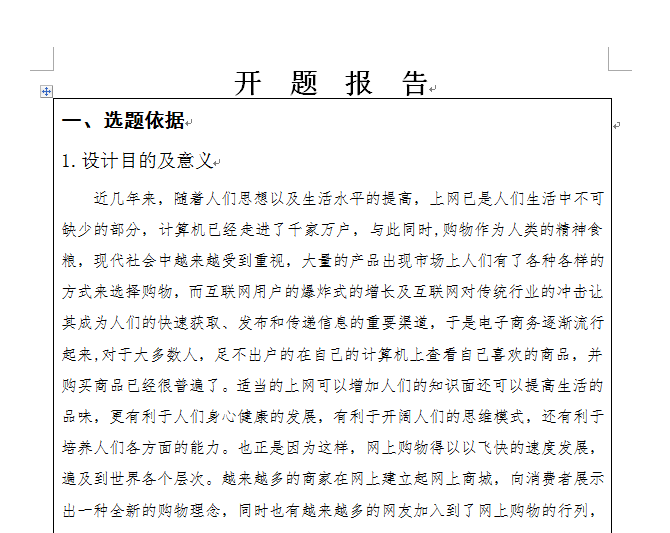 开 题 报 告
一、选题依据
1.设计目的及意义
近几年来，随着人们思想以及生活水平的提高，上网已是人们生活中不可
缺少的部分，计算机已经走进了千家万户，与此同时,购物作为人类的精神食
粮，现代社会中越来越受到重视，大量的产品出现市场上人们有了各种各样的
方式来选择购物，而互联网用户的爆炸式的增长及互联网对传统行业的冲击让
其成为人们的快速获取、发布和传递信息的重要渠道，于是电子商务逐渐流行
起来,对于大多数人，足不出户的在自己的计算机上查看自己喜欢的商品，并
购买商品已经很普遍了。适当的上网可以增加人们的知识面还可以提高生活的
品味，更有利于人们身心健康的发展，有利于开阔人们的思维模式，还有利于
培养人们各方面的能力。也正是因为这样，网上购物得以以飞快的速度发展，
遍及到世界各个层次。越来越多的商家在网上建立起网上商城，向消费者展示
出一种全新的购物理念，同时也有越来越多的网友加入到了网上购物的行列，